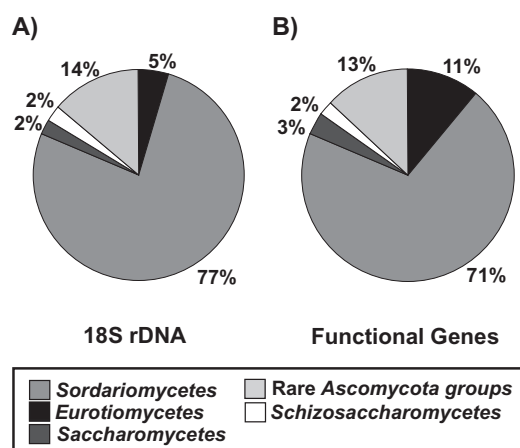 A)
14%
5%
2%
2%
77%
18S rDNA
B)
13%
11%
2%
3%
71%
Functional Genes
Sordariomycetes
Eurotiomycetes
Saccharomycetes
Rare Ascomycota groups
Schizosaccharomycetes